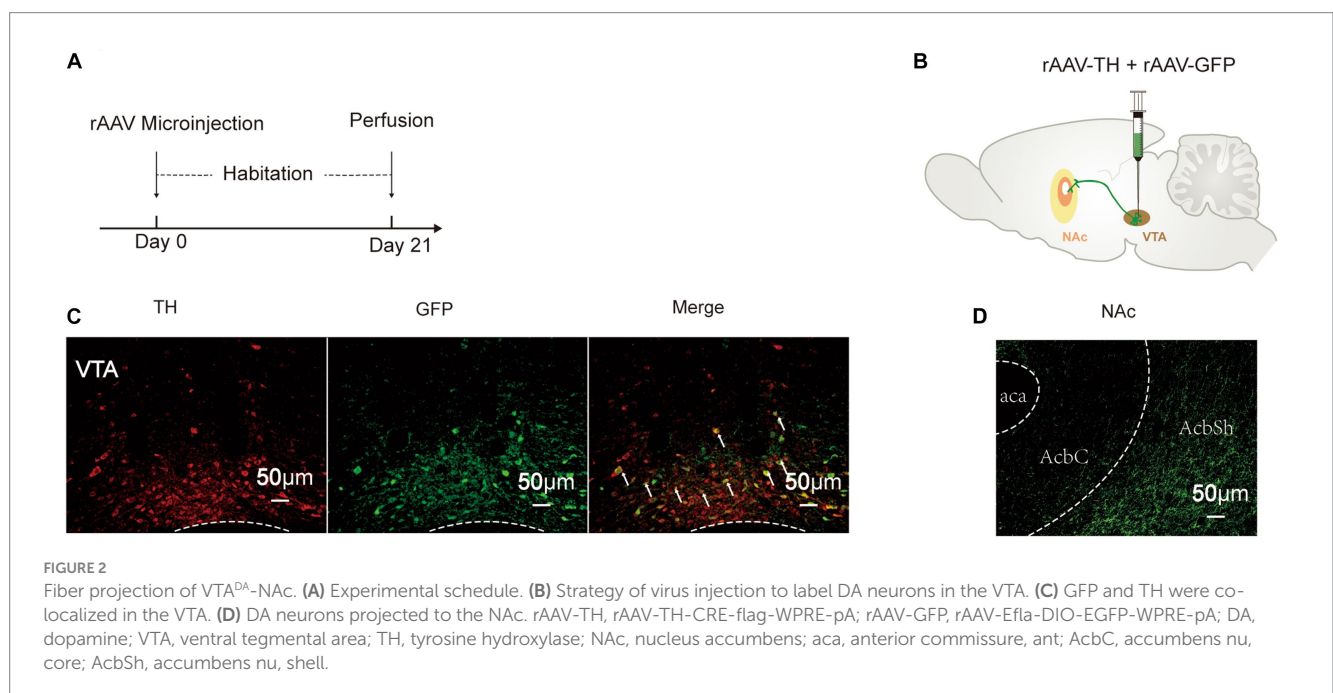 A
rAAV Microinjection
Perfusion
Habitation
Day 0
Day 21
B
rAAV-TH + rAAV-GFP
NAc
VTA
C
TH
GFP
Merge
VTA
50μm
50μm
50μm
D
NAc
aca
AcbC
AcbSh
50μm
FIGURE 2
Fiber projection of VTAᴰᴬ-NAc. (A) Experimental schedule. (B) Strategy of virus injection to label DA neurons in the VTA. (C) GFP and TH were co-
localized in the VTA. (D) DA neurons projected to the NAc. rAAV-TH, rAAV-TH-CRE-flag-WPRE-pA; rAAV-GFP, rAAV-Efla-DIO-EGFP-WPRE-pA; DA,
dopamine; VTA, ventral tegmental area; TH, tyrosine hydroxylase; NAc, nucleus accumbens; aca, anterior commissure, ant; AcbC, accumbens nu,
core; AcbSh, accumbens nu, shell.